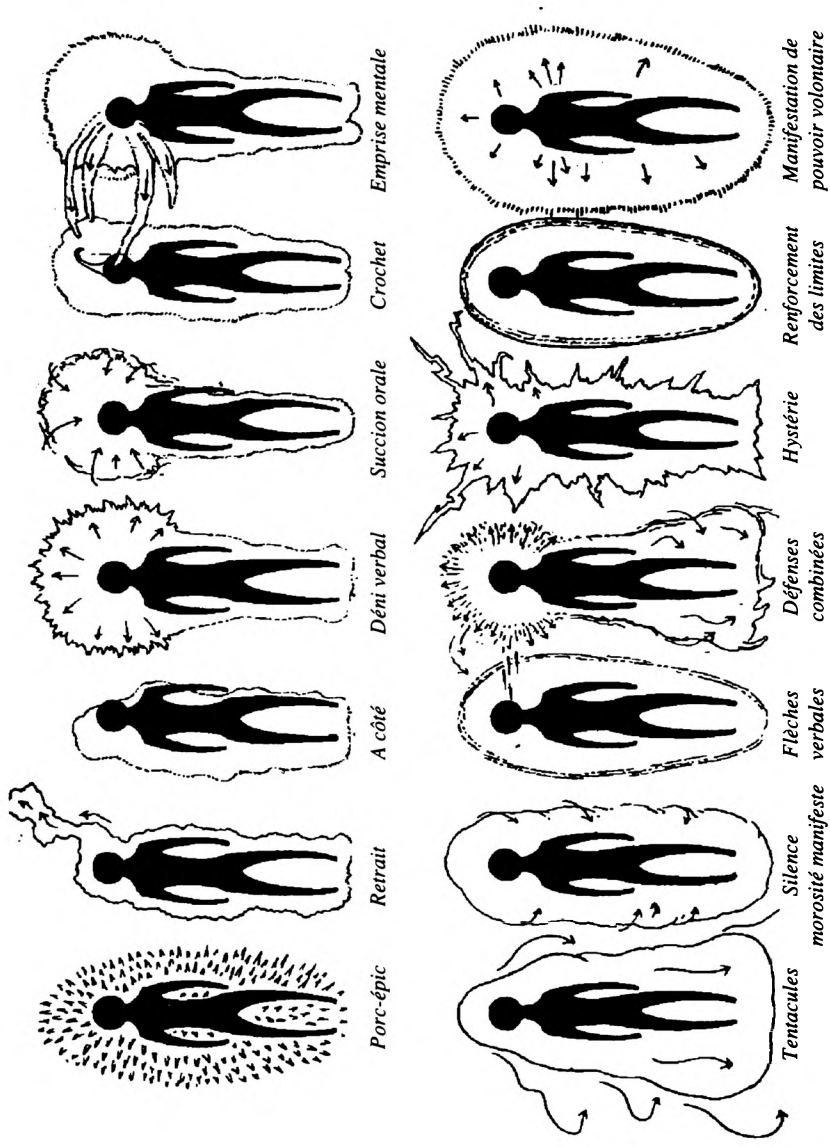 Porc-épic
Retrait
A côté
Déni verbal
Succion orale
Crochet
Emprise mentale
Tentacules
Silence
morosité manifeste
Flèches
verbales
Défenses
combinées
Hystérie
Renforcement
des limites
Manifestation de
pouvoir volontaire